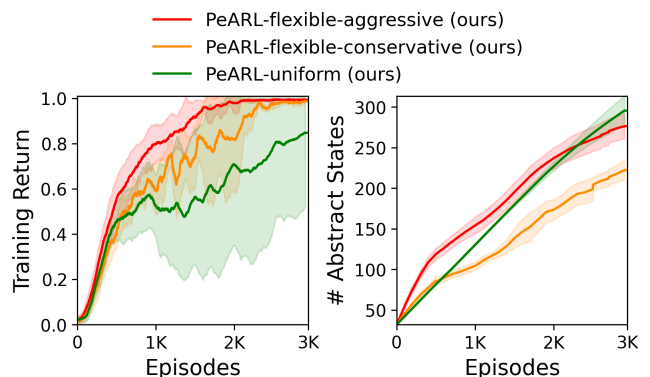 PeARL-flexible-aggressive (ours)
PeARL-flexible-conservative (ours)
PeARL-uniform (ours)
Training Return
1.0
0.8
0.6
0.4
0.2
0.0
0 1K 2K 3K
Episodes
# Abstract States
300
250
200
150
100
50
0 1K 2K 3K
Episodes